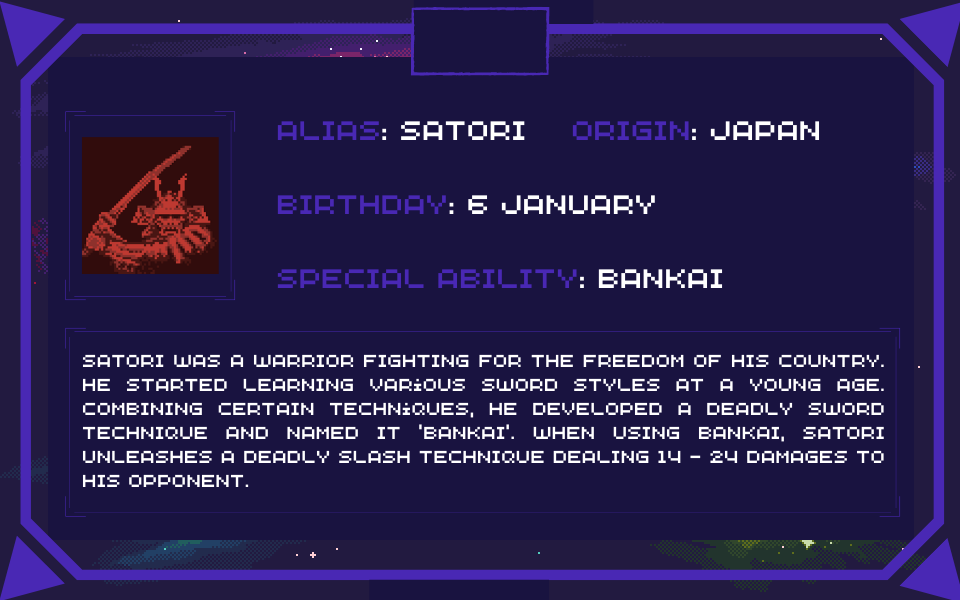 ALIAS: SATORI ORIGIN: JAPAN
BIRTHDAY: 6 JANUARY
SPECIAL ABILITY: BANKAI
SATORI WAS A WARRIOR FIGHTING FOR THE FREEDOM OF HIS COUNTRY.
HE STARTED LEARNING VARiOUS SWORD STYLES AT A YOUNG AGE.
COMBINING CERTAIN TECHNiQUES, HE DEVELOPED A DEADLY SWORD
TECHNIQUE AND NAMED IT 'BANKAI'. WHEN USING BANKAI, SATORI
UNLEASHES A DEADLY SLASH TECHNIQUE DEALING 14 - 24 DAMAGES TO
HIS OPPONENT.